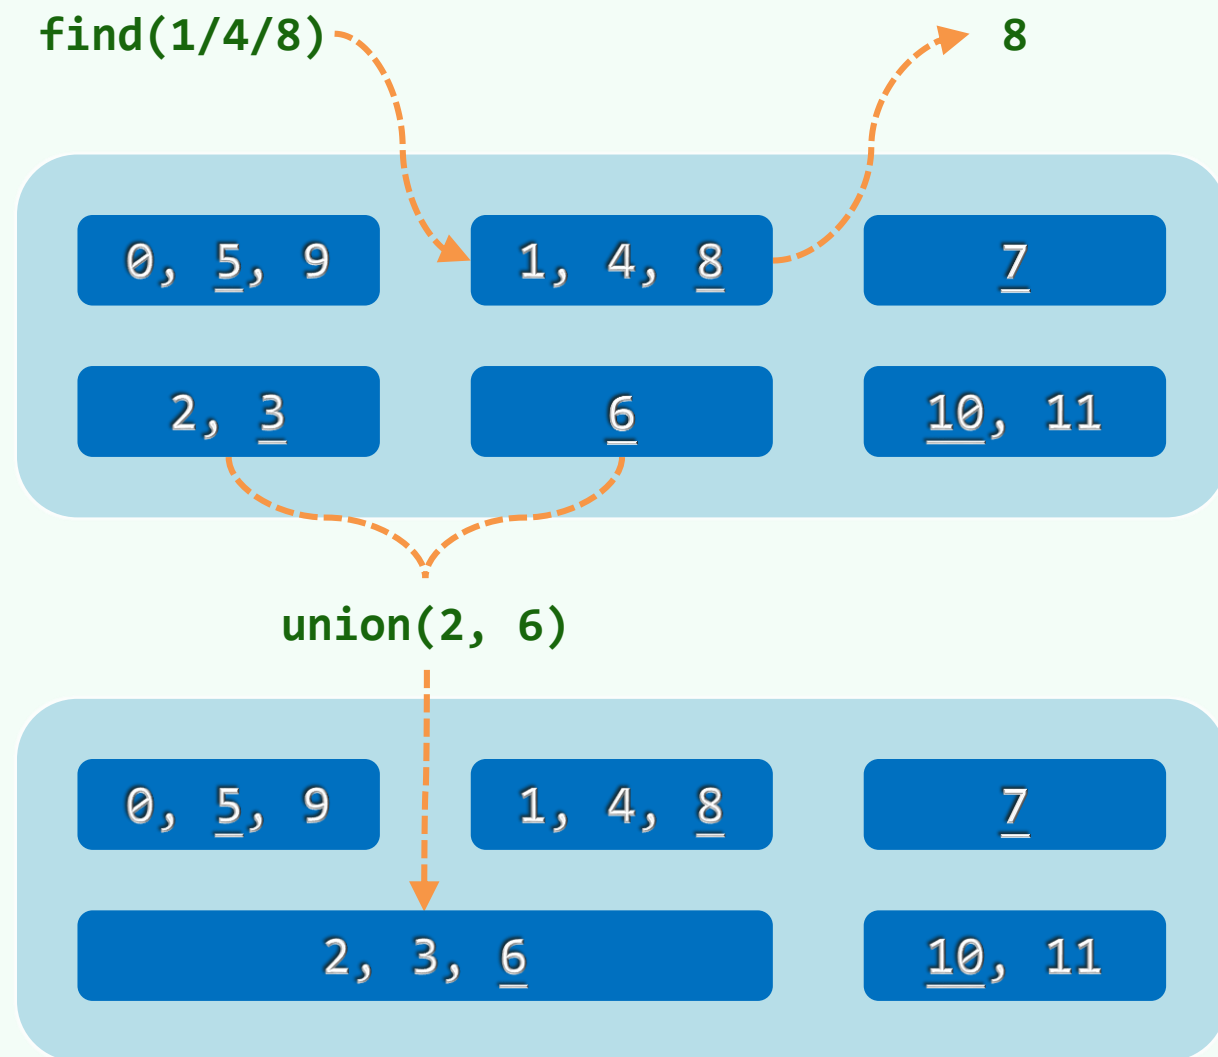 find(1/4/8) 8
0, 5, 9 1, 4, 8 7
2, 3 6 10, 11
union(2, 6)
0, 5, 9 1, 4, 8 7
2, 3, 6 10, 11